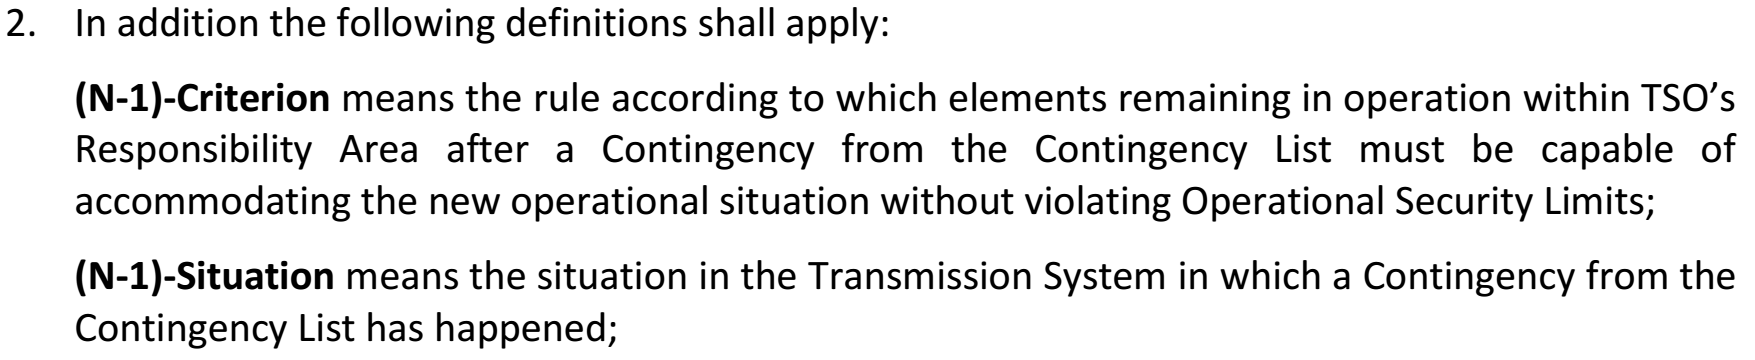 2. In addition the following definitions shall apply:
(N-1)-Criterion means the rule according to which elements remaining in operation within TSO’s
Responsibility Area after a Contingency from the Contingency List must be capable of
accommodating the new operational situation without violating Operational Security Limits;
(N-1)-Situation means the situation in the Transmission System in which a Contingency from the
Contingency List has happened;